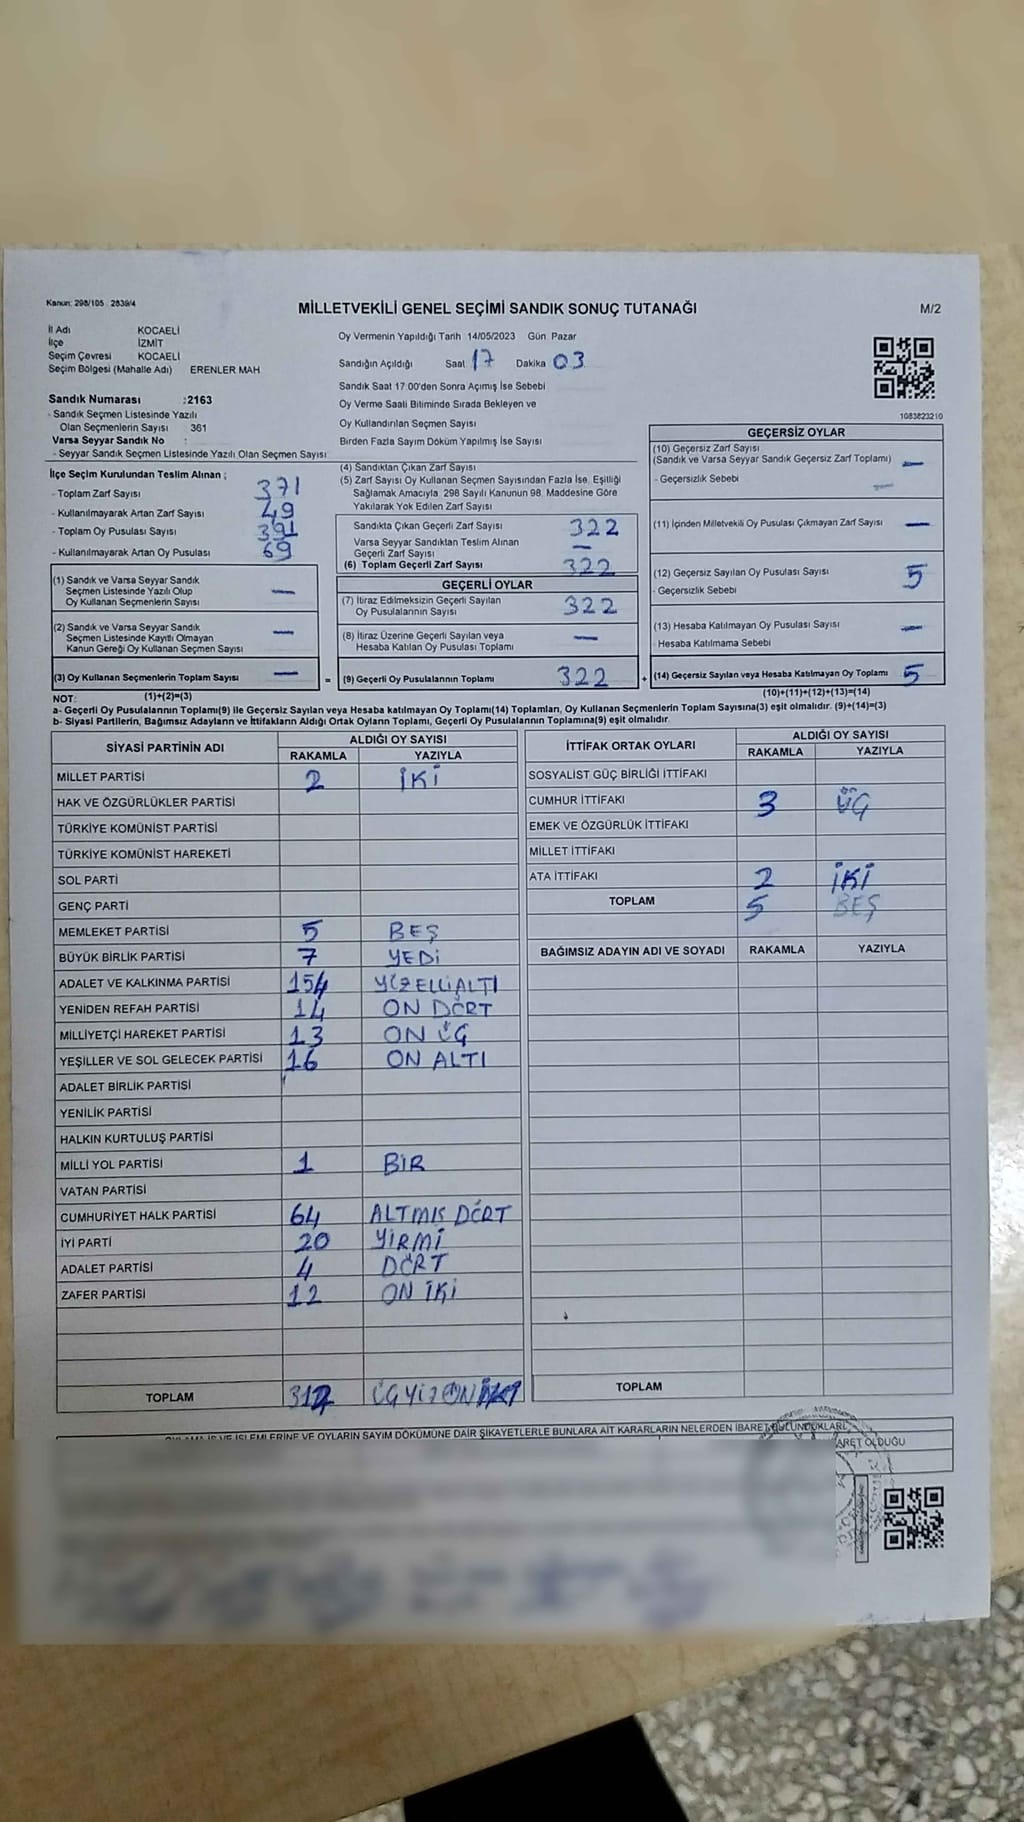 Kanun: 298/105 2839/4
MİLLETVEKİLİ GENEL SEÇİMİ SANDIK SONUÇ TUTANAĞI
M/2
İl Adı KOCAELİ
İlçe İZMİT
Seçim Çevresi KOCAELİ
Seçim Bölgesi (Mahalle Adı) ERENLER MAH
Sandık Numarası :2163
- Sandık Seçmen Listesinde Yazılı
Olan Seçmenlerin Sayısı 361
Varsa Seyyar Sandık No :
- Seyyar Sandık Seçmen Listesinde Yazılı Olan Seçmen Sayısı
Oy Vermenin Yapıldığı Tarih 14/05/2023 Gün Pazar
Sandığın Açıldığı Saat 17 Dakika 03
Sandık Saat 17:00'den Sonra Açımış İse Sebebi
Oy Verme Saati Bitiminde Sırada Bekleyen ve
Oy Kullandırılan Seçmen Sayısı
Birden Fazla Sayım Döküm Yapılmış İse Sayısı
1083823210
İlçe Seçim Kurulundan Teslim Alınan ;
- Toplam Zarf Sayısı 371
- Kullanılmayarak Artan Zarf Sayısı 49
- Toplam Oy Pusulası Sayısı 391
- Kullanılmayarak Artan Oy Pusulası 69
(1) Sandık ve Varsa Seyyar Sandık
Seçmen Listesinde Yazılı Olup
Oy Kullanan Seçmenlerin Sayısı —
(2) Sandık ve Varsa Seyyar Sandık
Seçmen Listesinde Kayıtlı Olmayan
Kanun Gereği Oy Kullanan Seçmen Sayısı —
(3) Oy Kullanan Seçmenlerin Toplam Sayısı — =
(1)+(2)=(3)
(4) Sandıktan Çıkan Zarf Sayısı
(5) Zarf Sayısı Oy Kullanan Seçmen Sayısından Fazla İse, Eşitliği
Sağlamak Amacıyla 298 Sayılı Kanunun 98. Maddesine Göre
Yakılarak Yok Edilen Zarf Sayısı
Sandıkta Çıkan Geçerli Zarf Sayısı 322
Varsa Seyyar Sandıktan Teslim Alınan
Geçerli Zarf Sayısı —
(6) Toplam Geçerli Zarf Sayısı 322
GEÇERLİ OYLAR
(7) İtiraz Edilmeksizin Geçerli Sayılan
Oy Pusulalarının Sayısı 322
(8) İtiraz Üzerine Geçerli Sayılan veya
Hesaba Katılan Oy Pusulası Toplamı —
(9) Geçerli Oy Pusulalarının Toplamı 322 +
GEÇERSİZ OYLAR
(10) Geçersiz Zarf Sayısı
(Sandık ve Varsa Seyyar Sandık Geçersiz Zarf Toplamı) —
- Geçersizlik Sebebi —
(11) İçinden Milletvekili Oy Pusulası Çıkmayan Zarf Sayısı —
(12) Geçersiz Sayılan Oy Pusulası Sayısı 5
- Geçersizlik Sebebi
(13) Hesaba Katılmayan Oy Pusulası Sayısı —
- Hesaba Katılmama Sebebi
(14) Geçersiz Sayılan veya Hesaba Katılmayan Oy Toplamı 5
(10)+(11)+(12)+(13)=(14)
NOT:
a- Geçerli Oy Pusulalarının Toplamı(9) ile Geçersiz Sayılan veya Hesaba katılmayan Oy Toplamı(14) Toplamları, Oy Kullanan Seçmenlerin Toplam Sayısına(3) eşit olmalıdır. (9)+(14)=(3)
b- Siyasi Partilerin, Bağımsız Adayların ve İttifakların Aldığı Ortak Oyların Toplamı, Geçerli Oy Pusulalarının Toplamına(9) eşit olmalıdır.
SİYASİ PARTİNİN ADI ALDIĞI OY SAYISI
RAKAMLA YAZIYLA
MİLLET PARTİSİ 2 İKİ
HAK VE ÖZGÜRLÜKLER PARTİSİ
TÜRKİYE KOMÜNİST PARTİSİ
TÜRKİYE KOMÜNİST HAREKETİ
SOL PARTİ
GENÇ PARTİ
MEMLEKET PARTİSİ 5 BEŞ
BÜYÜK BİRLİK PARTİSİ 7 YEDİ
ADALET VE KALKINMA PARTİSİ 154 YÜZELLİALTI
YENİDEN REFAH PARTİSİ 14 ON DÖRT
MİLLİYETÇİ HAREKET PARTİSİ 13 ON ÜÇ
YEŞİLLER VE SOL GELECEK PARTİSİ 16 ON ALTI
ADALET BİRLİK PARTİSİ
YENİLİK PARTİSİ
HALKIN KURTULUŞ PARTİSİ
MİLLİ YOL PARTİSİ 1 BİR
VATAN PARTİSİ
CUMHURİYET HALK PARTİSİ 64 ALTMIŞ DÖRT
İYİ PARTİ 20 YİRMİ
ADALET PARTİSİ 4 DÖRT
ZAFER PARTİSİ 12 ON İKİ
TOPLAM 312
İTTİFAK ORTAK OYLARI ALDIĞI OY SAYISI
RAKAMLA YAZIYLA
SOSYALİST GÜÇ BİRLİĞİ İTTİFAKI
CUMHUR İTTİFAKI 3 ÜÇ
EMEK VE ÖZGÜRLÜK İTTİFAKI
MİLLET İTTİFAKI
ATA İTTİFAKI 2 İKİ
TOPLAM 5 BEŞ
BAĞIMSIZ ADAYIN ADI VE SOYADI RAKAMLA YAZIYLA
TOPLAM
OYLAMA İŞ VE İŞLEMLERİNE VE OYLARIN SAYIM DÖKÜMÜNE DAİR ŞİKAYETLERLE BUNLARA AİT KARARLARIN NELERDEN İBARET BULUNDUKLARI,
OLDUĞU